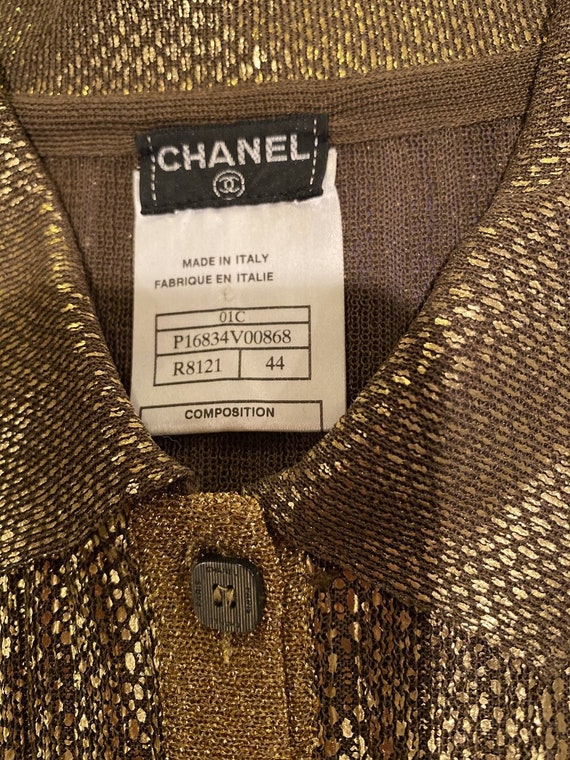 CHANEL
MADE IN ITALY
FABRIQUE EN ITALIE
01C
P16834V00868
R8121 44
COMPOSITION